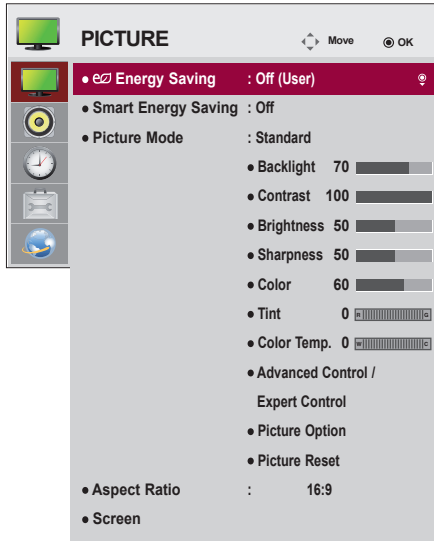 PICTURE Move OK
• Energy Saving : Off (User)
• Smart Energy Saving : Off
• Picture Mode : Standard
• Backlight 70
• Contrast 100
• Brightness 50
• Sharpness 50
• Color 60
• Tint 0 R G
• Color Temp. 0 W C
• Advanced Control /
Expert Control
• Picture Option
• Picture Reset
• Aspect Ratio : 16:9
• Screen